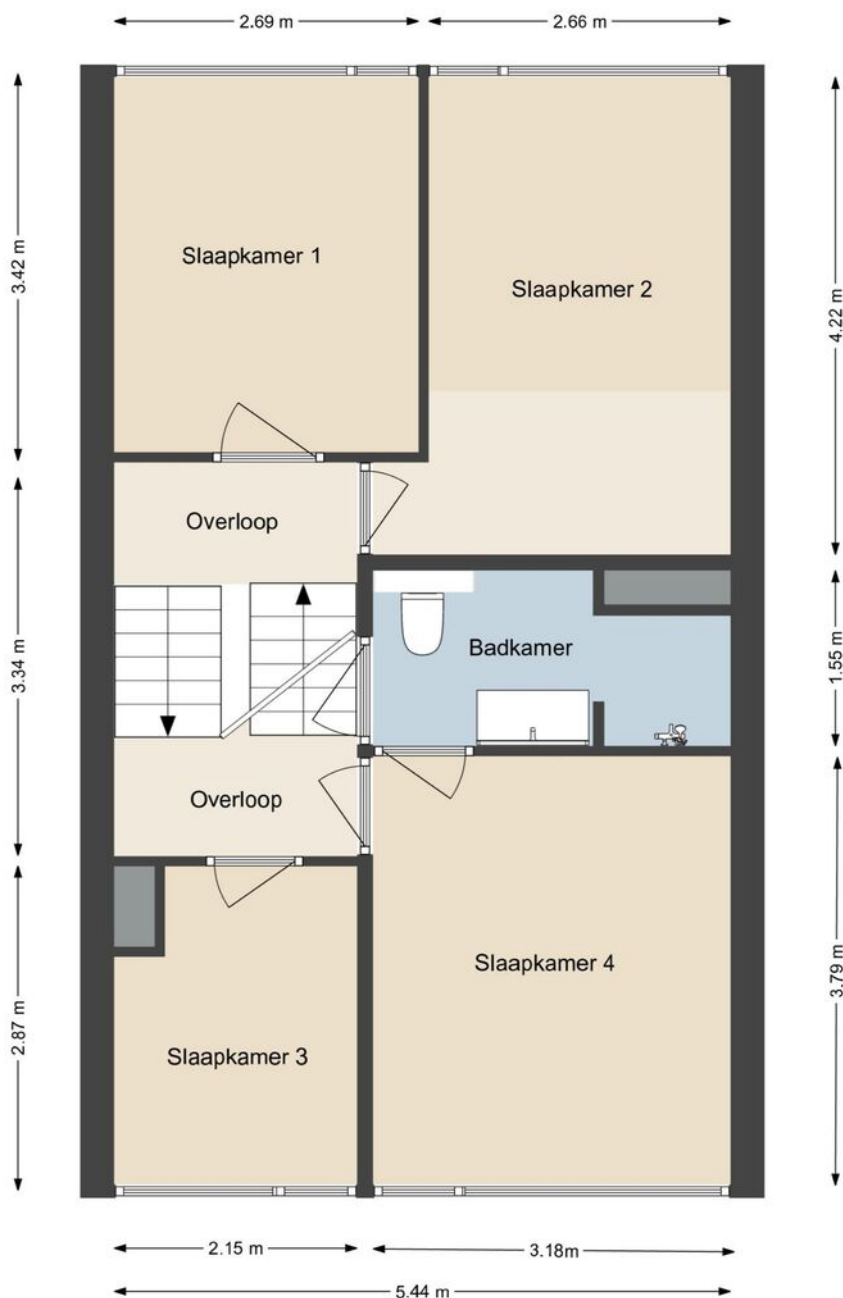 2.69 m
2.66 m
3.42 m
4.22 m
Slaapkamer 1
Slaapkamer 2
Overloop
3.34 m
1.55 m
Badkamer
Overloop
2.87 m
3.79 m
Slaapkamer 4
Slaapkamer 3
2.15 m
3.18m
5.44 m